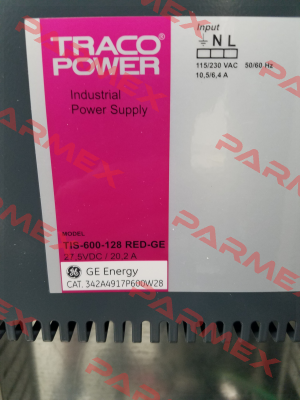 TRACO®
POWER
Industrial
Power Supply
MODEL
TIS-600-128 RED-GE
27.5VDC / 20.2 A
GE Energy
CAT. 342A4917P600W28
Input
N L
115/230 VAC 50/60 Hz
10,5/6,4 A
PARMEX
PARMEX
PARMEX
PARMEX